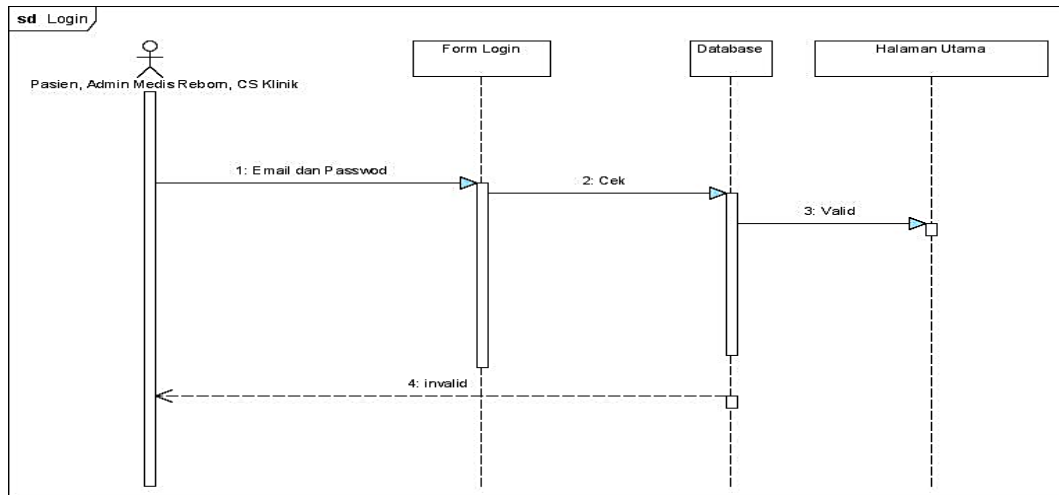 sd Login
Form Login
Database
Halaman Utama
Pasien, Admin Medis Reborn, CS Klinik
1: Email dan Passwod
2: Cek
3: Valid
4: invalid